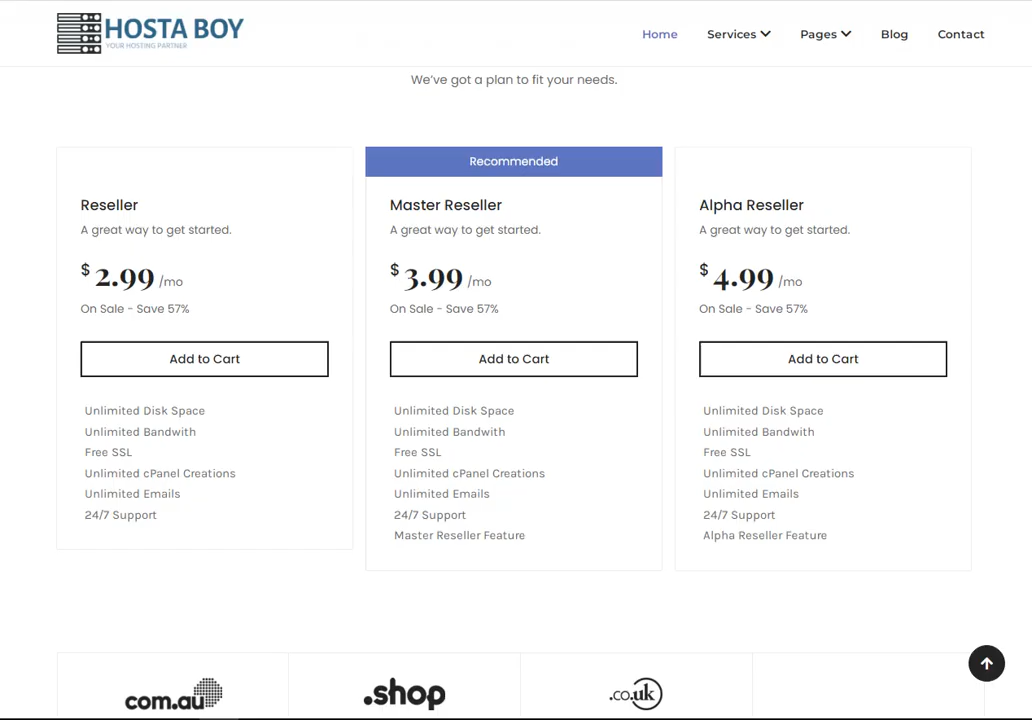 HOSTA BOY
YOUR HOSTING PARTNER
Home Services Pages Blog Contact
We've got a plan to fit your needs.
Reseller
A great way to get started.
$ 2.99 /mo
On Sale - Save 57%
Add to Cart
Unlimited Disk Space
Unlimited Bandwith
Free SSL
Unlimited cPanel Creations
Unlimited Emails
24/7 Support
Recommended
Master Reseller
A great way to get started.
$ 3.99 /mo
On Sale - Save 57%
Add to Cart
Unlimited Disk Space
Unlimited Bandwith
Free SSL
Unlimited cPanel Creations
Unlimited Emails
24/7 Support
Master Reseller Feature
Alpha Reseller
A great way to get started.
$ 4.99 /mo
On Sale - Save 57%
Add to Cart
Unlimited Disk Space
Unlimited Bandwith
Free SSL
Unlimited cPanel Creations
Unlimited Emails
24/7 Support
Alpha Reseller Feature
com.au
.shop
.co.uk